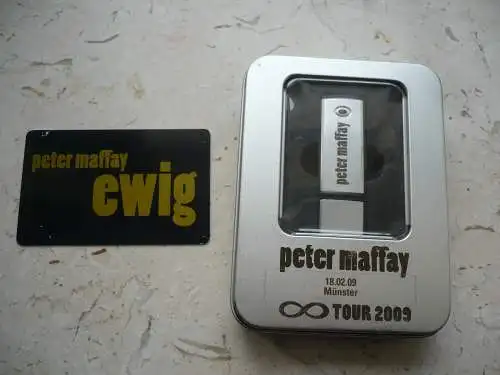 peter maffay
ewig
peter maffay
peter maffay
18.02.09
Münster
∞ TOUR 2009